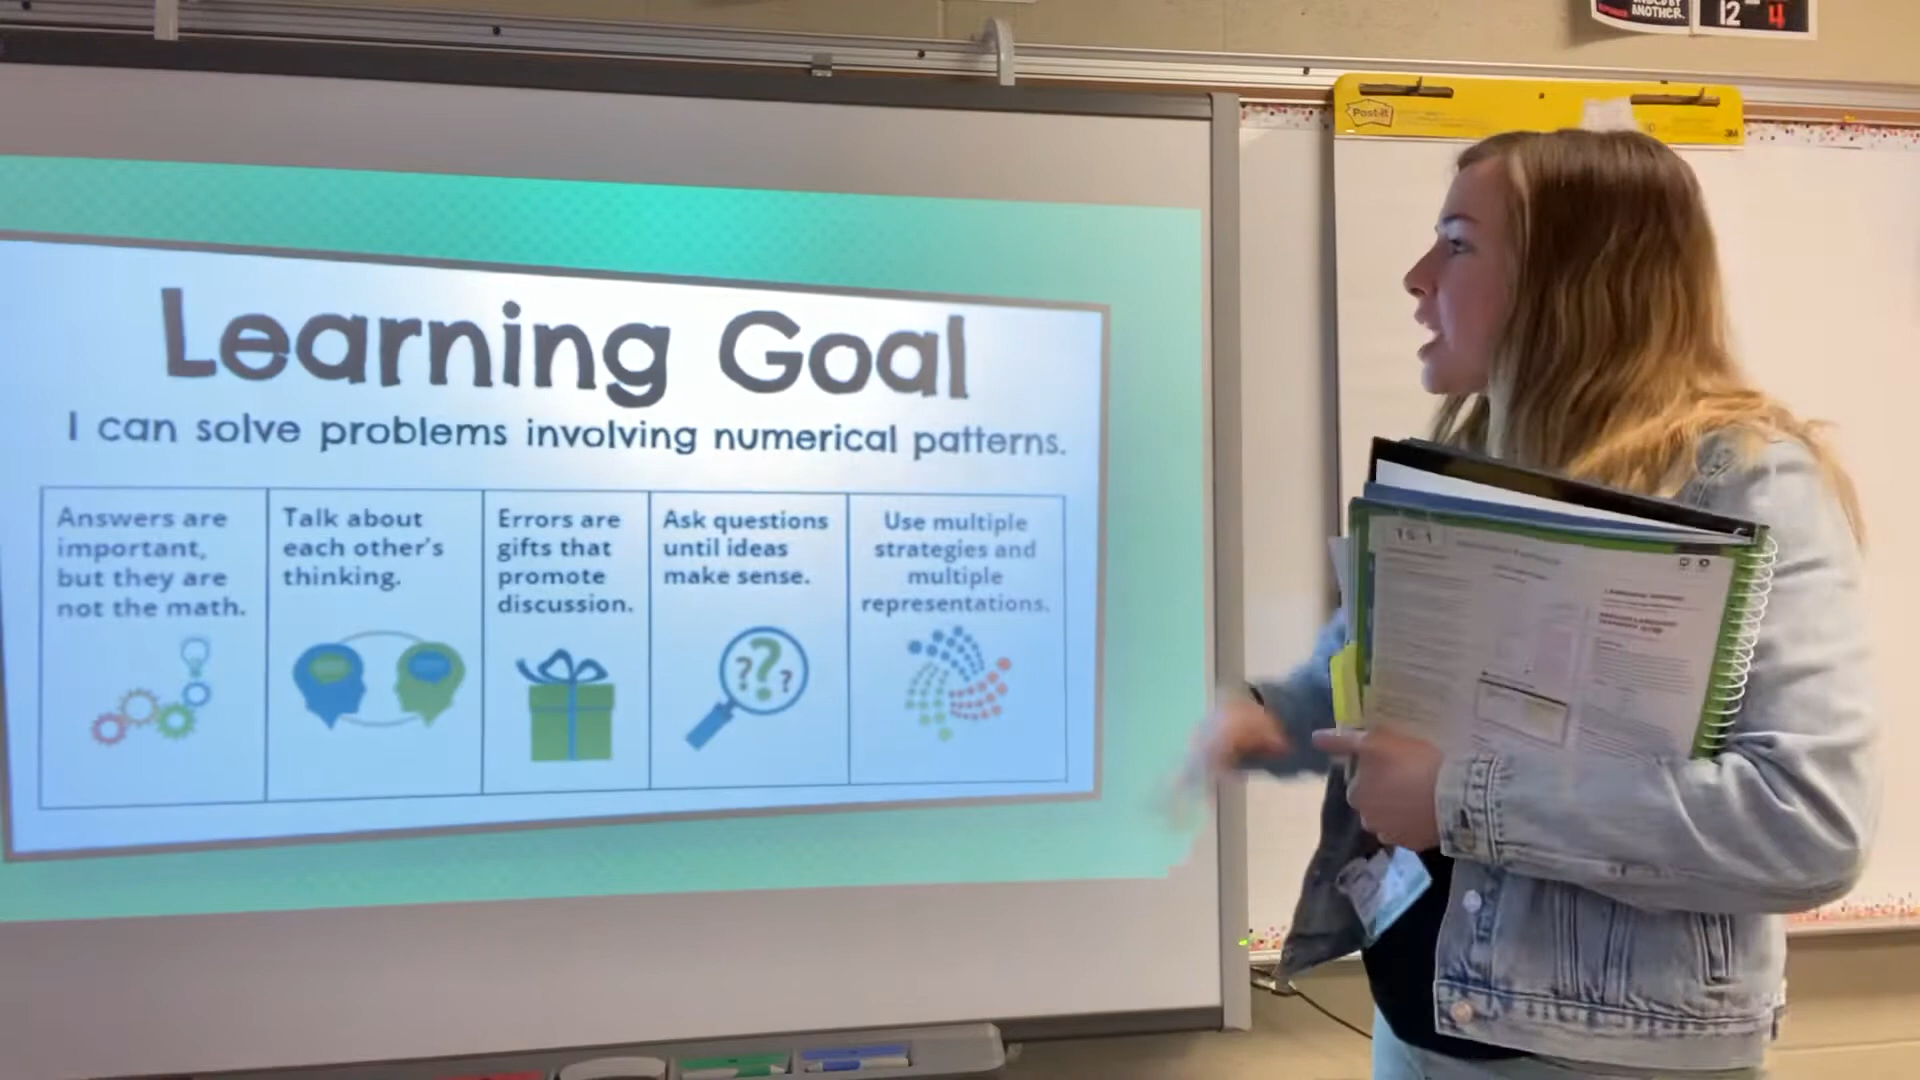 ANOTHER.
12
4
Post-it
3M
Learning Goal
I can solve problems involving numerical patterns.
Answers are
important,
but they are
not the math.
Talk about
each other's
thinking.
Errors are
gifts that
promote
discussion.
Ask questions
until ideas
make sense.
Use multiple
strategies and
multiple
representations.
? ? ?